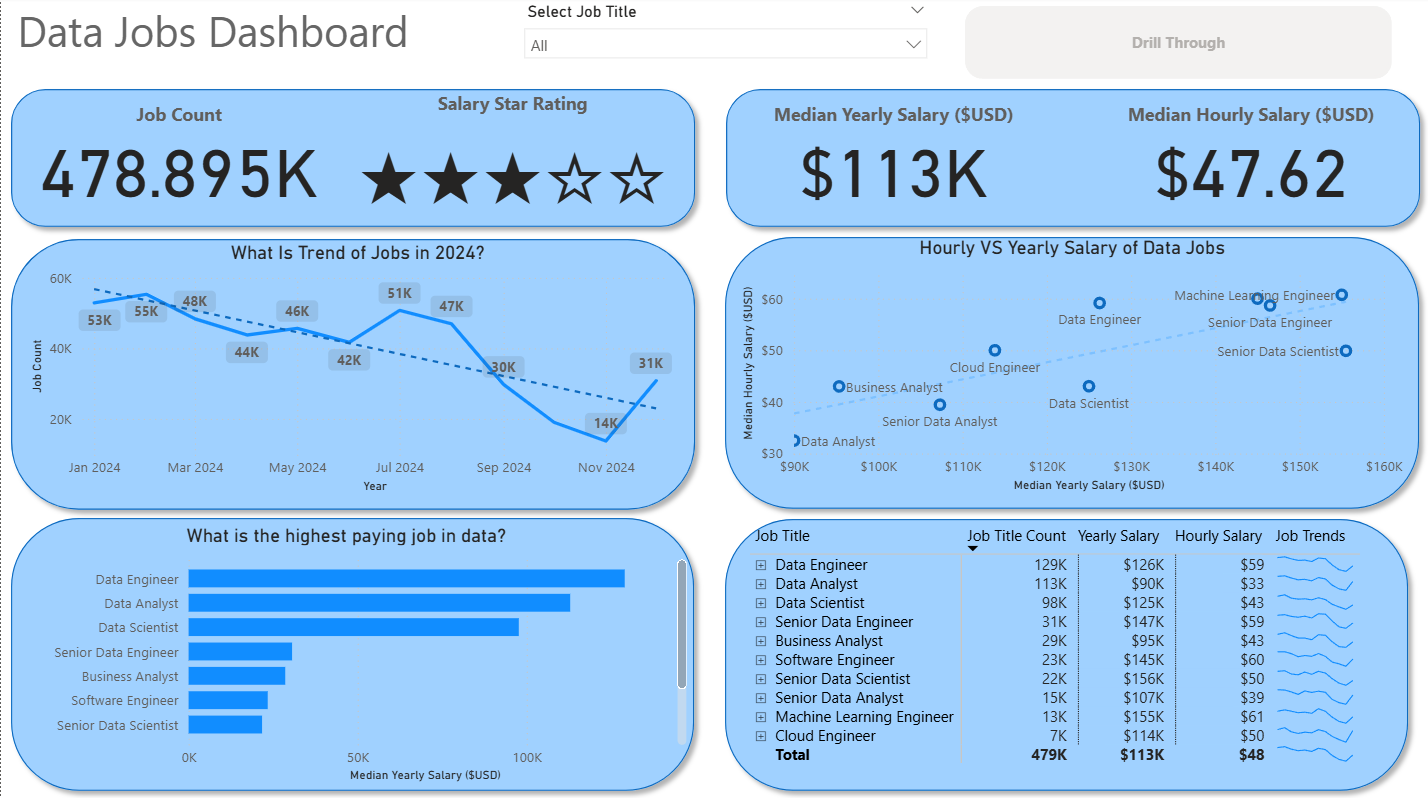 Data Jobs Dashboard
Select Job Title
All
Drill Through
Job Count
478.895K
Salary Star Rating
★★★☆☆
Median Yearly Salary ($USD)
$113K
Median Hourly Salary ($USD)
$47.62
What Is Trend of Jobs in 2024?
Job Count
60K
40K
20K
53K
55K
48K
44K
46K
42K
51K
47K
30K
14K
31K
Jan 2024
Mar 2024
May 2024
Jul 2024
Sep 2024
Nov 2024
Year
Hourly VS Yearly Salary of Data Jobs
Median Hourly Salary ($USD)
$60
$50
$40
$30
Machine Learning Engineer
Data Engineer
Senior Data Engineer
Senior Data Scientist
Cloud Engineer
Business Analyst
Data Scientist
Senior Data Analyst
Data Analyst
$90K
$100K
$110K
$120K
$130K
$140K
$150K
$160K
Median Yearly Salary ($USD)
What is the highest paying job in data?
Data Engineer
Data Analyst
Data Scientist
Senior Data Engineer
Business Analyst
Software Engineer
Senior Data Scientist
0K
50K
100K
Median Yearly Salary ($USD)
Job Title Job Title Count Yearly Salary Hourly Salary Job Trends
Data Engineer 129K $126K $59
Data Analyst 113K $90K $33
Data Scientist 98K $125K $43
Senior Data Engineer 31K $147K $59
Business Analyst 29K $95K $43
Software Engineer 23K $145K $60
Senior Data Scientist 22K $156K $50
Senior Data Analyst 15K $107K $39
Machine Learning Engineer 13K $155K $61
Cloud Engineer 7K $114K $50
Total 479K $113K $48